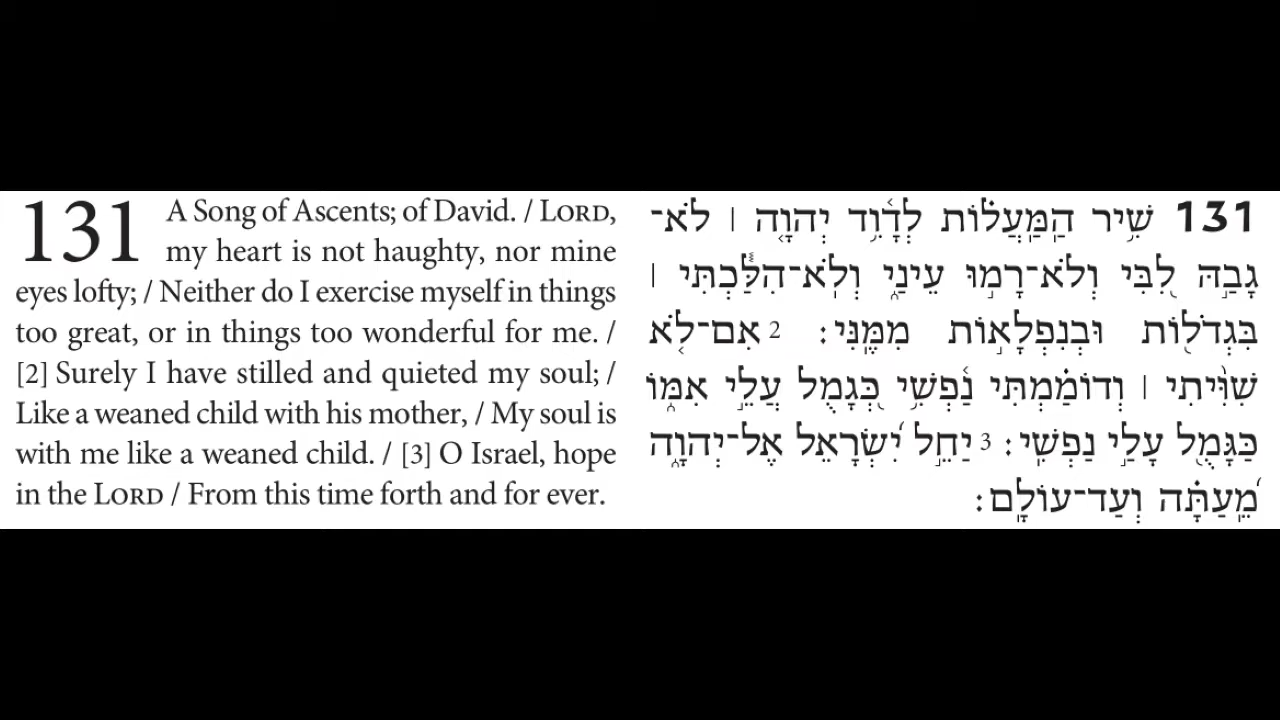 131 A Song of Ascents; of David. / LORD,
my heart is not haughty, nor mine
eyes lofty; / Neither do I exercise myself in things
too great, or in things too wonderful for me. /
[2] Surely I have stilled and quieted my soul; /
Like a weaned child with his mother, / My soul is
with me like a weaned child. / [3] O Israel, hope
in the LORD / From this time forth and for ever.
131 שִׁ֥יר הַֽמַּעֲל֗וֹת לְדָ֫וִ֥ד יְהוָ֤ה ׀ לֹא־
גָבַ֣הּ לִ֭בִּי וְלֹא־רָמ֣וּ עֵינַ֑י וְלֹֽא־הִלַּ֓כְתִּי ׀
בִּגְדֹל֖וֹת וּבְנִפְלָא֣וֹת מִמֶּֽנִּי׃ 2 אִם־לֹ֤א
שִׁוִּ֨יתִי ׀ וְדוֹמַ֗מְתִּי נַ֫פְשִׁ֥י כְּ֭גָמֻל עֲלֵ֣י אִמּ֑וֹ
כַּגָּמֻ֖ל עָלַ֣י נַפְשִֽׁי׃ 3 יַחֵ֣ל יִ֭שְׂרָאֵל אֶל־יְהוָ֑ה
מֵֽ֝עַתָּ֗ה וְעַד־עוֹלָֽם׃